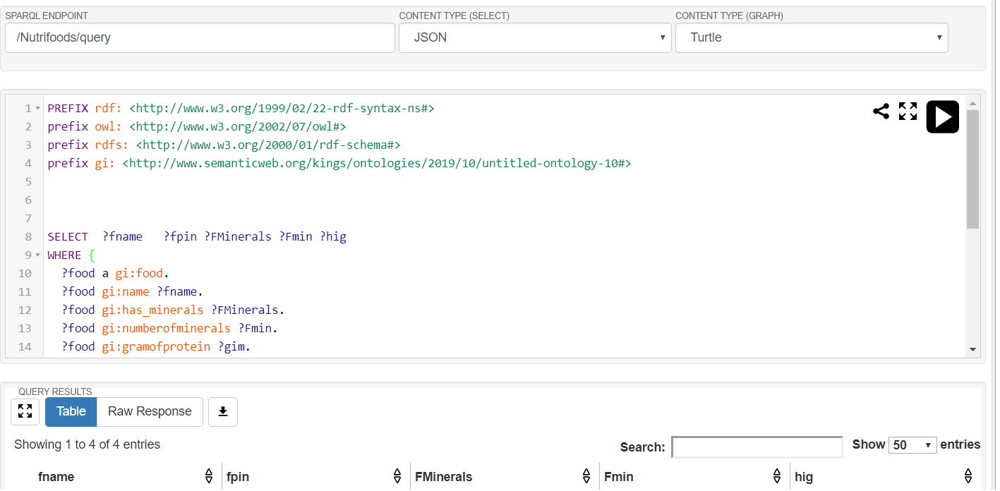 SPARQL ENDPOINT CONTENT TYPE (SELECT) CONTENT TYPE (GRAPH)
/Nutrifoods/query JSON Turtle
1 PREFIX rdf: <http://www.w3.org/1999/02/22-rdf-syntax-ns#>
2 prefix owl: <http://www.w3.org/2002/07/owl#>
3 prefix rdfs: <http://www.w3.org/2000/01/rdf-schema#>
4 prefix gi: <http://www.semanticweb.org/kings/ontologies/2019/10/untitled-ontology-10#>
5
6
7
8 SELECT ?fname ?fpin ?FMinerals ?Fmin ?hig
9 WHERE {
10 ?food a gi:food.
11 ?food gi:name ?fname.
12 ?food gi:has_minerals ?FMinerals.
13 ?food gi:numberofminerals ?Fmin.
14 ?food gi:gramofprotein ?gim.
QUERY RESULTS
Table Raw Response
Showing 1 to 4 of 4 entries Search: Show 50 entries
fname fpin FMinerals Fmin hig